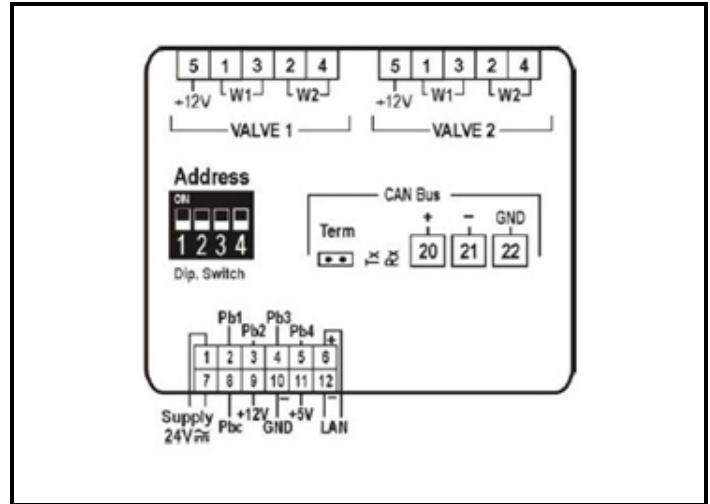 5 1 3 2 4 5 1 3 2 4
+12V W1 W2 +12V W1 W2
VALVE 1 VALVE 2
Address
ON
1 2 3 4
Dip. Switch
CAN Bus
+ − GND
Term Tx Rx 20 21 22
Pb1 Pb3
Pb2 Pb4 +
1 2 3 4 5 6
7 8 9 10 11 12
− −
Supply Pbc +12V GND +5V LAN
24V